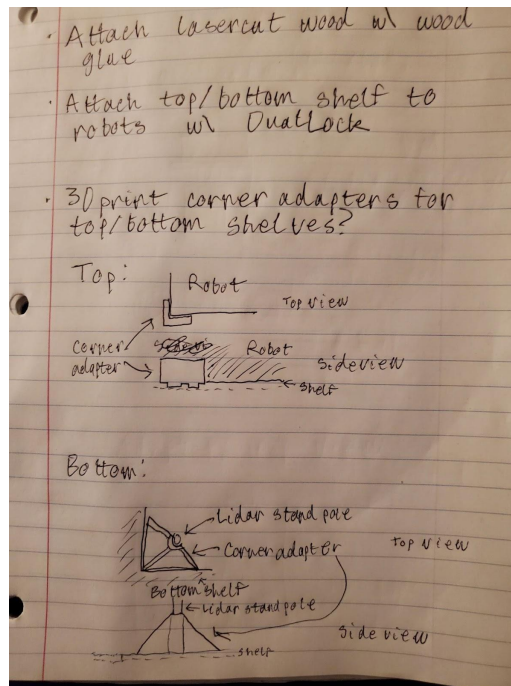 · Attach lasercut wood w\ wood
glue
· Attach top/bottom shelf to
robots w\ DualLock
· 3D print corner adapters for
top/bottom shelves?
Top:
Robot
Top view
Corner
adapter
Robot
Side view
shelf
Bottom:
Lidar stand pole
Corner adapter
Top view
Bottom shelf
Lidar stand pole
Side view
shelf